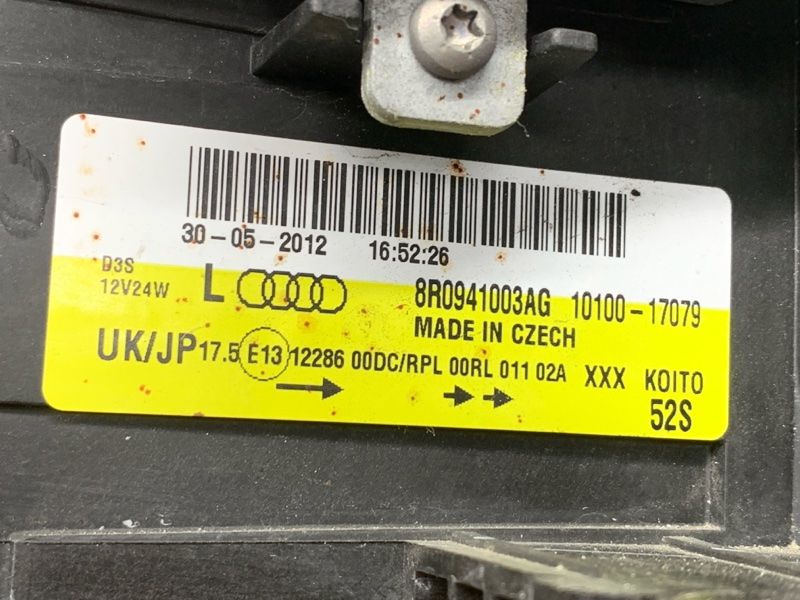 30-05-2012 16:52:26
D3S
12V24W
L
8R0941003AG 10100-17079
MADE IN CZECH
UK/JP 17.5 E13 12286 00DC/RPL 00RL 011 02A XXX KOITO
52S